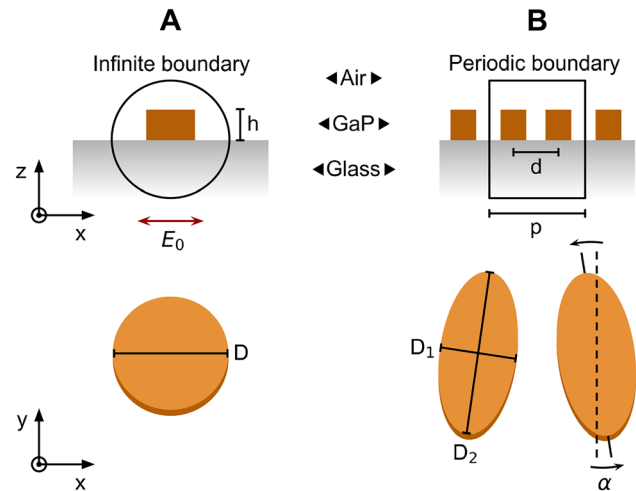 A
B
Infinite boundary
◄Air►
Periodic boundary
h
◄GaP►
◄Glass►
d
z
x
E₀
p
D
D₁
D₂
α
y
x